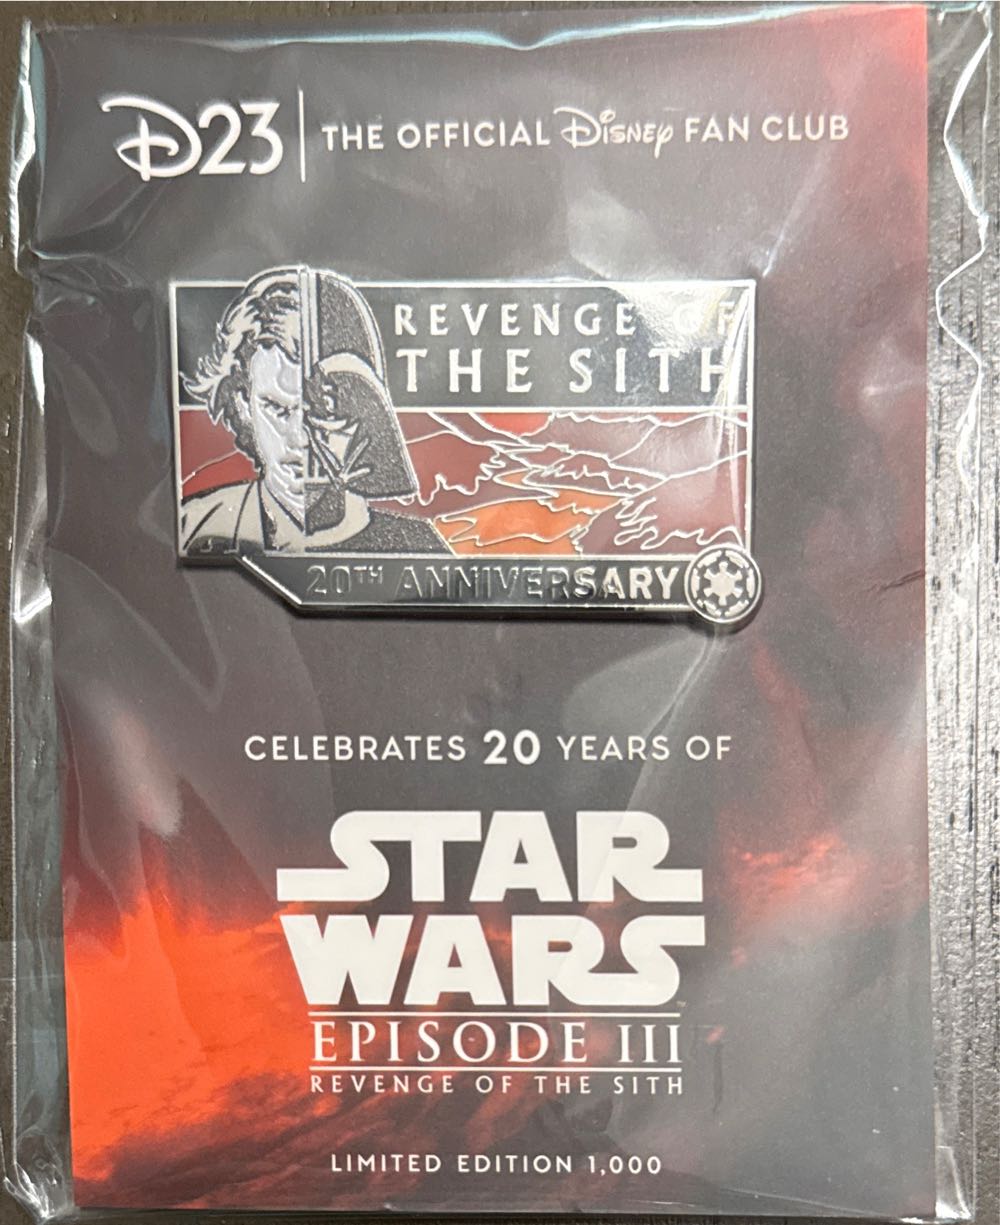 D23 | THE OFFICIAL Disney FAN CLUB
REVENGE OF
THE SITH
20TH ANNIVERSARY
CELEBRATES 20 YEARS OF
STAR
WARS
TM
EPISODE III
REVENGE OF THE SITH
LIMITED EDITION 1,000